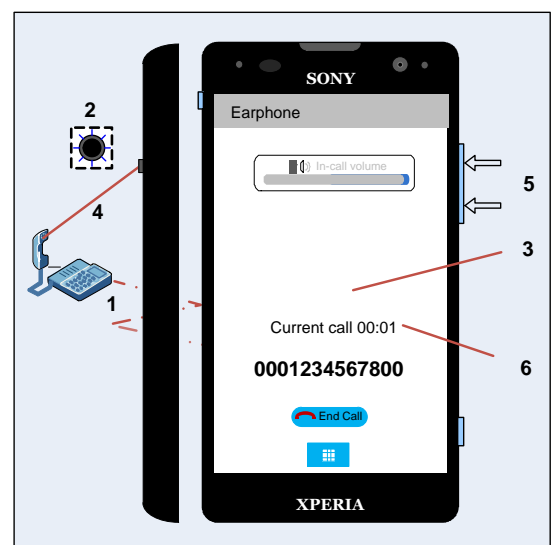 SONY
Earphone
2
In-call volume
5
4
3
1
Current call 00:01
6
0001234567800
End Call
XPERIA